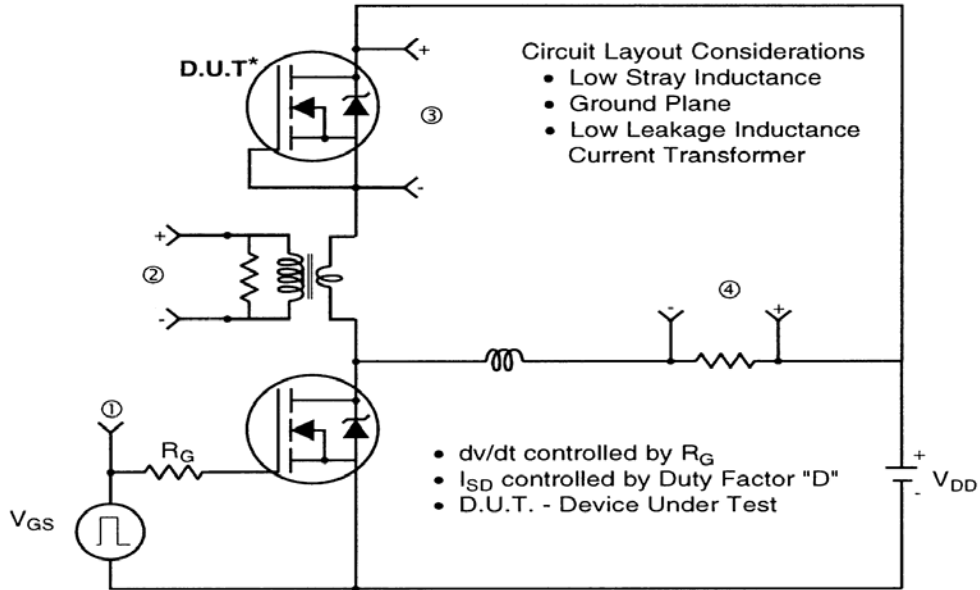 D.U.T*
+
③
-
Circuit Layout Considerations
• Low Stray Inductance
• Ground Plane
• Low Leakage Inductance
Current Transformer
+
②
-
④
-
+
①
R_G
V_GS
• dv/dt controlled by R_G
• I_SD controlled by Duty Factor "D"
• D.U.T. - Device Under Test
+
V_DD
-